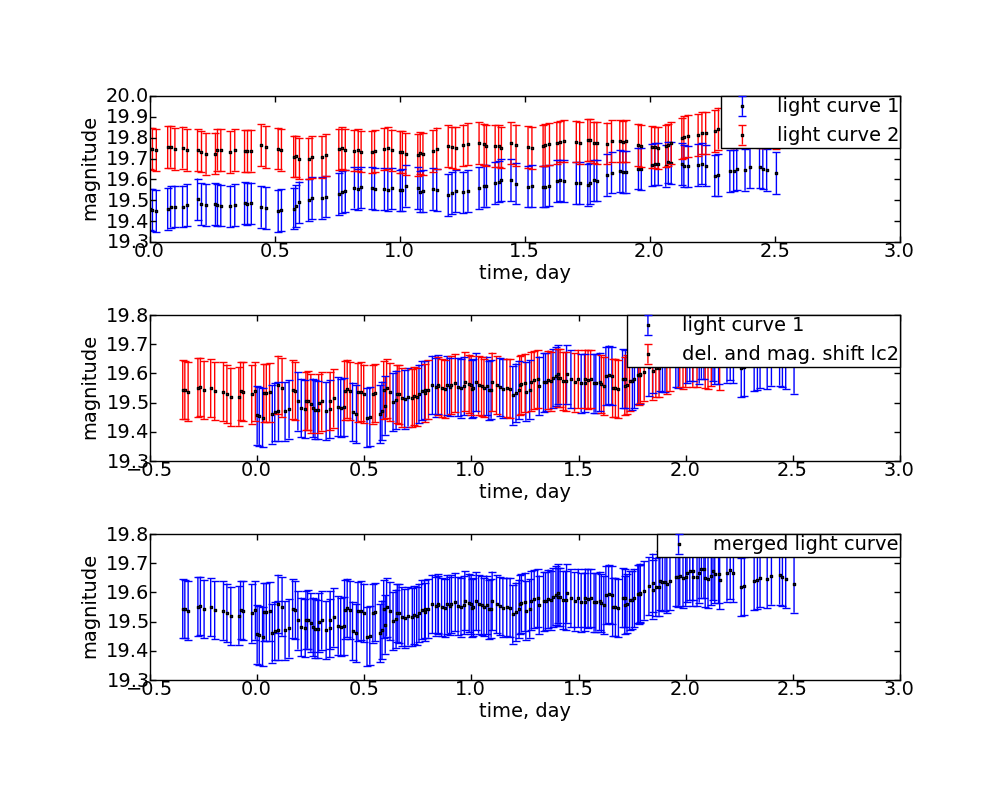 20.0
19.9
19.8
19.7
19.6
19.5
19.4
19.3
magnitude
light curve 1
light curve 2
0.0 0.5 1.0 1.5 2.0 2.5 3.0
time, day
19.8
19.7
19.6
19.5
19.4
19.3
magnitude
light curve 1
del. and mag. shift lc2
−0.5 0.0 0.5 1.0 1.5 2.0 2.5 3.0
time, day
19.8
19.7
19.6
19.5
19.4
19.3
magnitude
merged light curve
−0.5 0.0 0.5 1.0 1.5 2.0 2.5 3.0
time, day